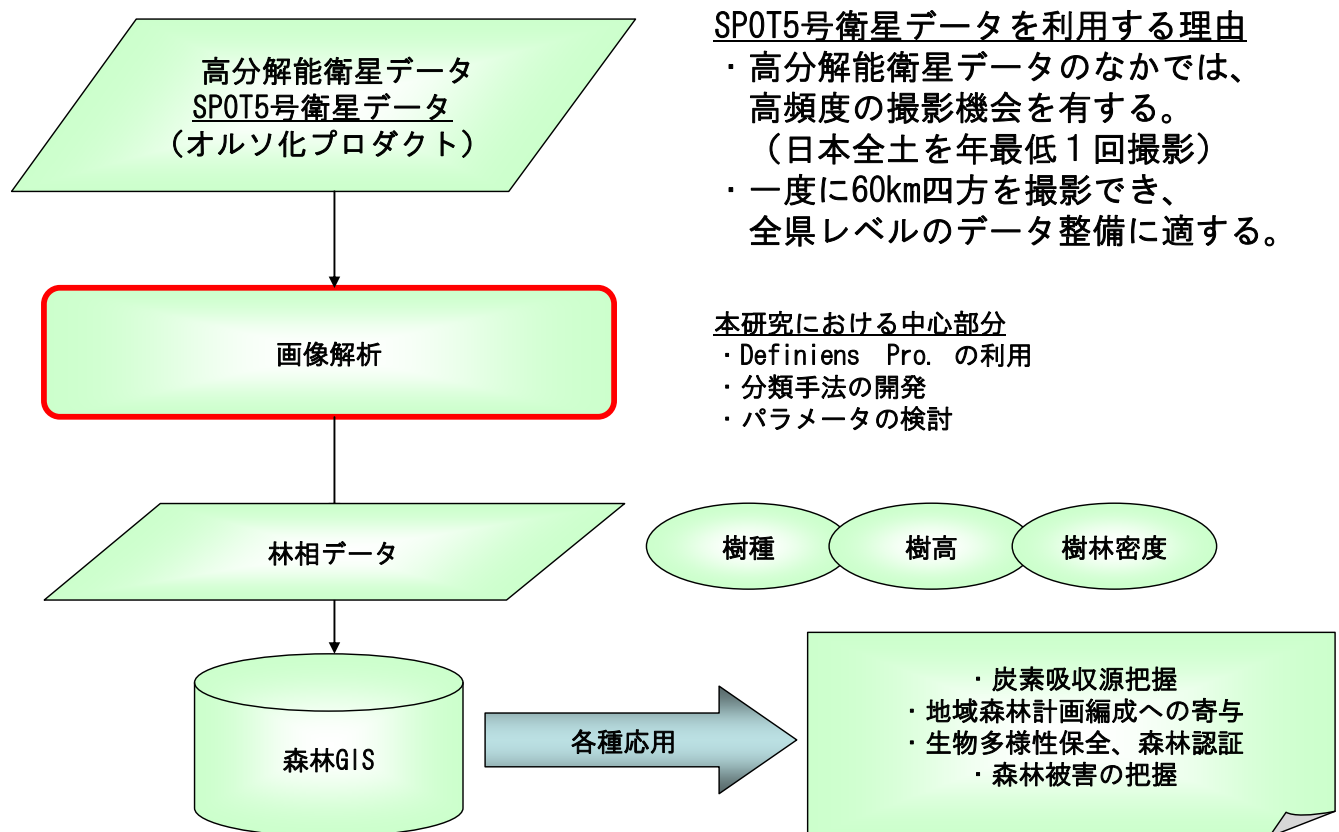 高分解能衛星データ
SPOT5号衛星データ
（オルソ化プロダクト）
SPOT5号衛星データを利用する理由
・高分解能衛星データのなかでは、
高頻度の撮影機会を有する。
（日本全土を年最低１回撮影）
・一度に60km四方を撮影でき、
全県レベルのデータ整備に適する。
画像解析
本研究における中心部分
・Definiens Pro. の利用
・分類手法の開発
・パラメータの検討
林相データ
樹種
樹高
樹林密度
森林GIS
各種応用
・炭素吸収源把握
・地域森林計画編成への寄与
・生物多様性保全、森林認証
・森林被害の把握